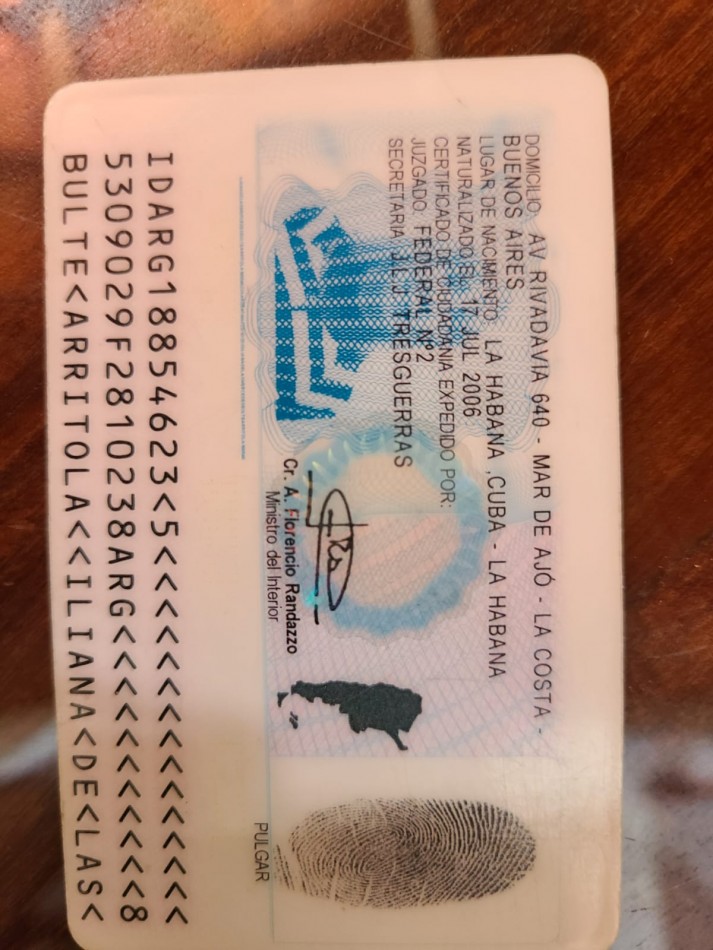 DOMICILIO: AV RIVADAVIA 640 - MAR DE AJÓ - LA COSTA -
BUENOS AIRES
LUGAR DE NACIMIENTO: LA HABANA ,CUBA - LA HABANA
NATURALIZADO EL: 17 JUL 2006
CERTIFICADO DE CIUDADANIA EXPEDIDO POR:
JUZGADO: FEDERAL Nº2
SECRETARIA: J.L.J TRESGUERRAS
Cr. A. Florencio Randazzo
Ministro del Interior
PULGAR
IDARG18854623<5<<<<<<<<<<<<<<<
5309029F2810238ARG<<<<<<<<<<<8
BULTE<ARRITOLA<<ILIANA<DE<LAS<